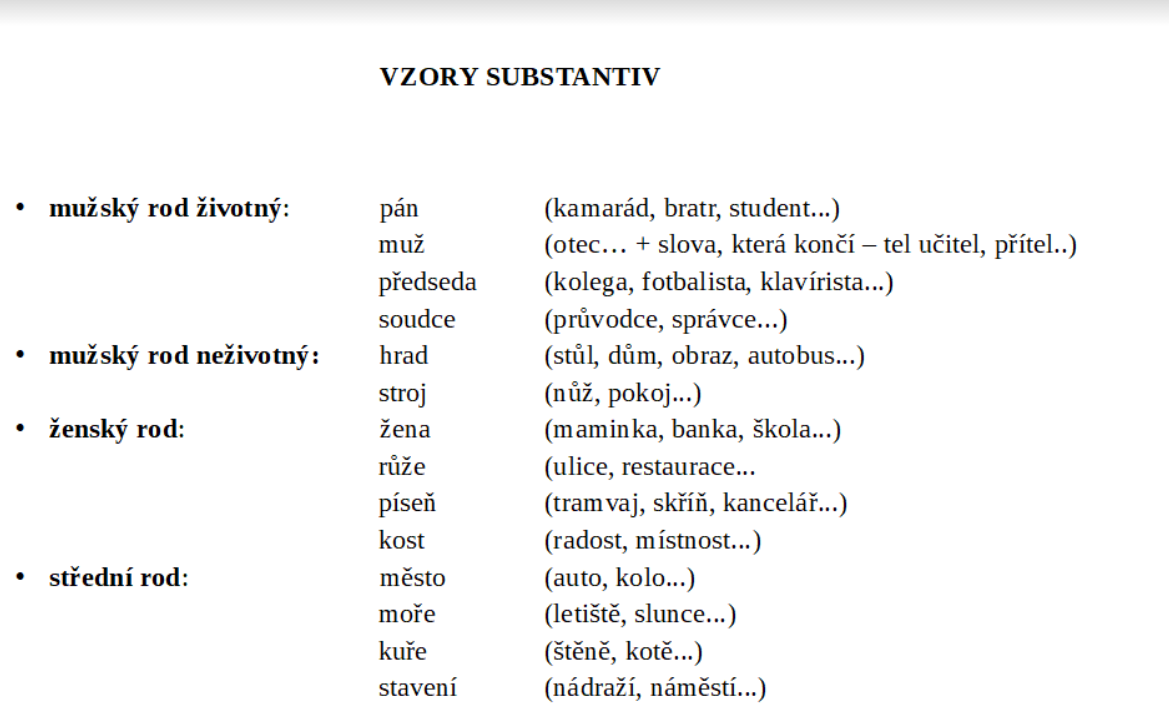 VZORY SUBSTANTIV
• mužský rod životný: pán (kamarád, bratr, student...)
muž (otec… + slova, která končí – tel učitel, přítel..)
předseda (kolega, fotbalista, klavírista...)
soudce (průvodce, správce...)
• mužský rod neživotný: hrad (stůl, dům, obraz, autobus...)
stroj (nůž, pokoj...)
• ženský rod: žena (maminka, banka, škola...)
růže (ulice, restaurace...
píseň (tramvaj, skříň, kancelář...)
kost (radost, místnost...)
• střední rod: město (auto, kolo...)
moře (letiště, slunce...)
kuře (štěně, kotě...)
stavení (nádraží, náměstí...)